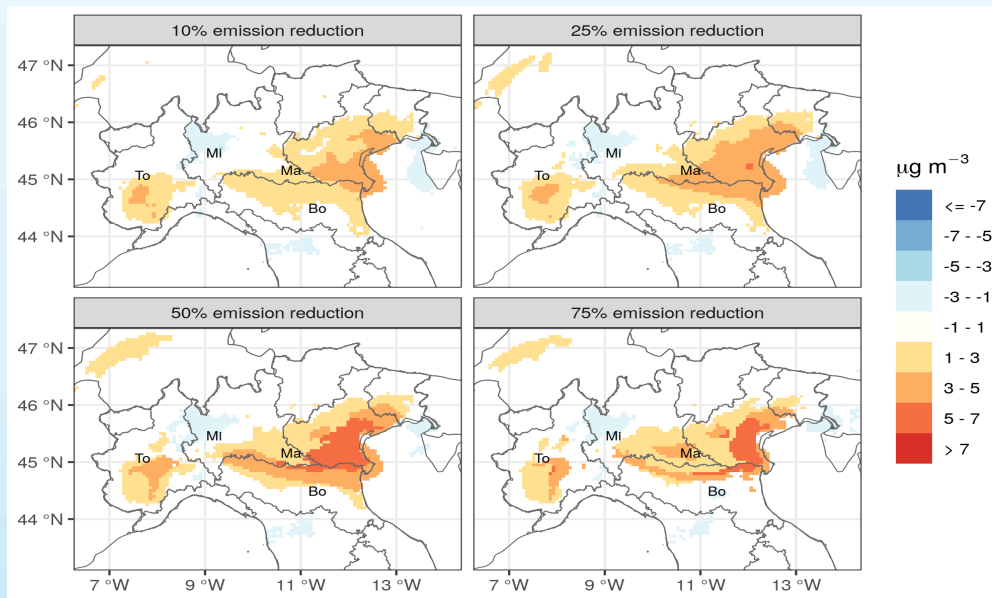 10% emission reduction
25% emission reduction
47 °N
46 °N
45 °N
44 °N
Mi
To
Ma
Bo
Mi
To
Ma
Bo
50% emission reduction
75% emission reduction
47 °N
46 °N
45 °N
44 °N
Mi
Ma
To
Bo
Mi
Ma
To
Bo
7 °W
9 °W
11 °W
13 °W
7 °W
9 °W
11 °W
13 °W
μg m⁻³
<= -7
-7 - -5
-5 - -3
-3 - -1
-1 - 1
1 - 3
3 - 5
5 - 7
> 7